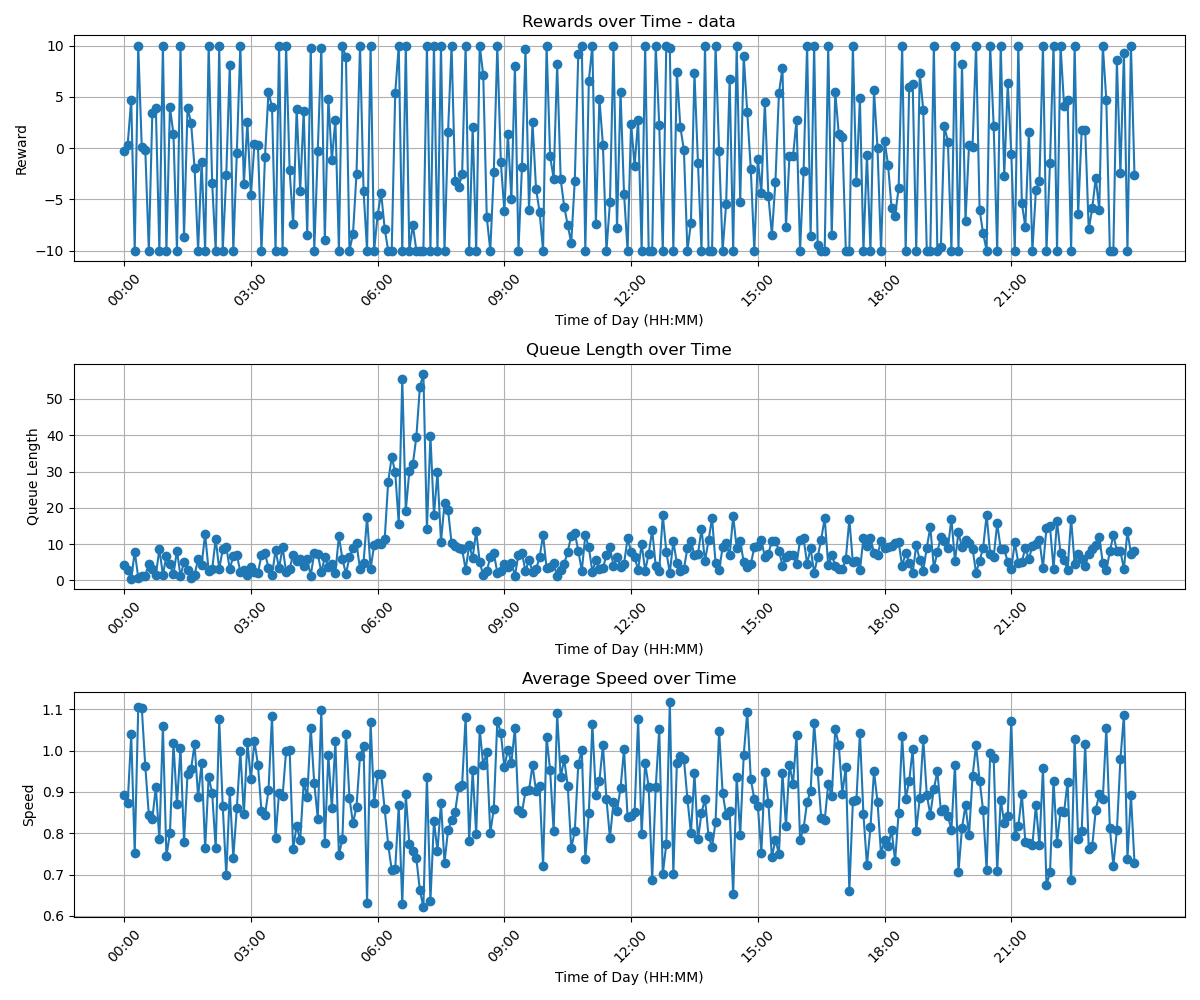 Rewards over Time - data
Reward
10
5
0
−5
−10
00:00 03:00 06:00 09:00 12:00 15:00 18:00 21:00
Time of Day (HH:MM)
Queue Length over Time
Queue Length
50
40
30
20
10
0
00:00 03:00 06:00 09:00 12:00 15:00 18:00 21:00
Time of Day (HH:MM)
Average Speed over Time
Speed
1.1
1.0
0.9
0.8
0.7
0.6
00:00 03:00 06:00 09:00 12:00 15:00 18:00 21:00
Time of Day (HH:MM)